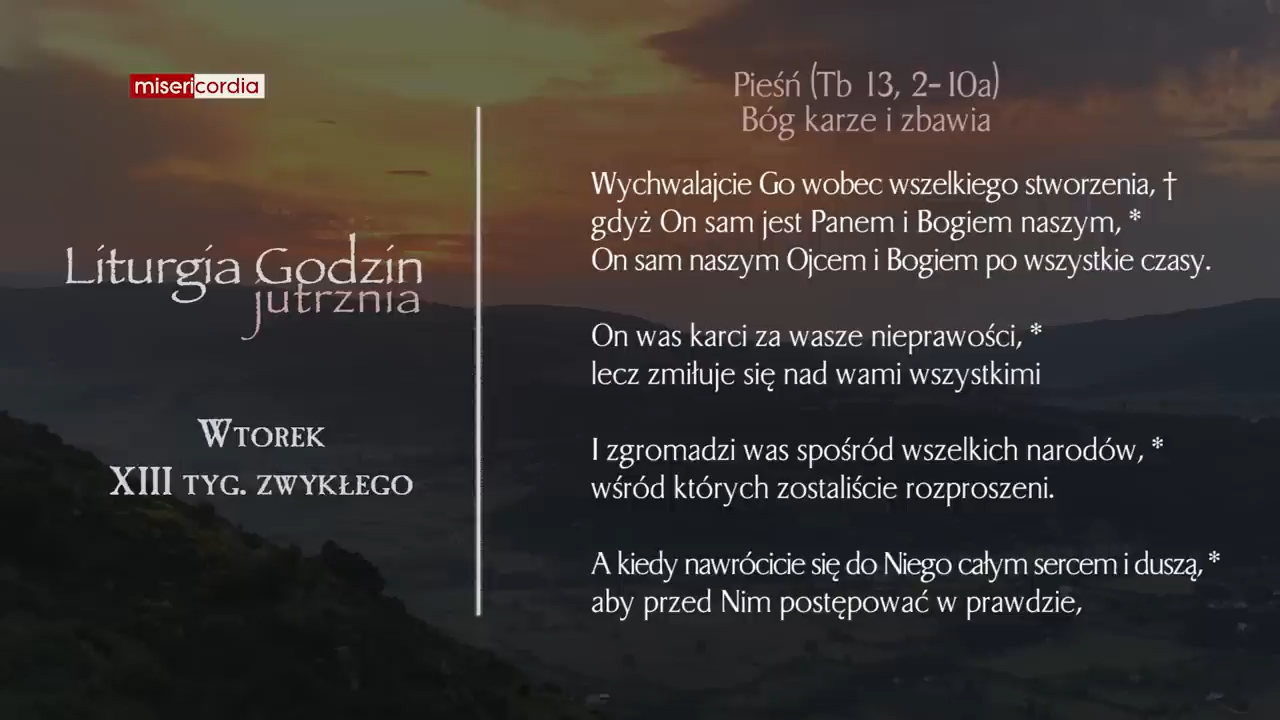 misericordia
Liturgia Godzin
jutrznia
Wtorek
XIII tyg. zwykłego
Pieśń (Tb 13, 2-10a)
Bóg karze i zbawia
Wychwalajcie Go wobec wszelkiego stworzenia, †
gdyż On sam jest Panem i Bogiem naszym, *
On sam naszym Ojcem i Bogiem po wszystkie czasy.
On was karci za wasze nieprawości, *
lecz zmiłuje się nad wami wszystkimi
I zgromadzi was spośród wszelkich narodów, *
wśród których zostaliście rozproszeni.
A kiedy nawrócicie się do Niego całym sercem i duszą, *
aby przed Nim postępować w prawdzie,